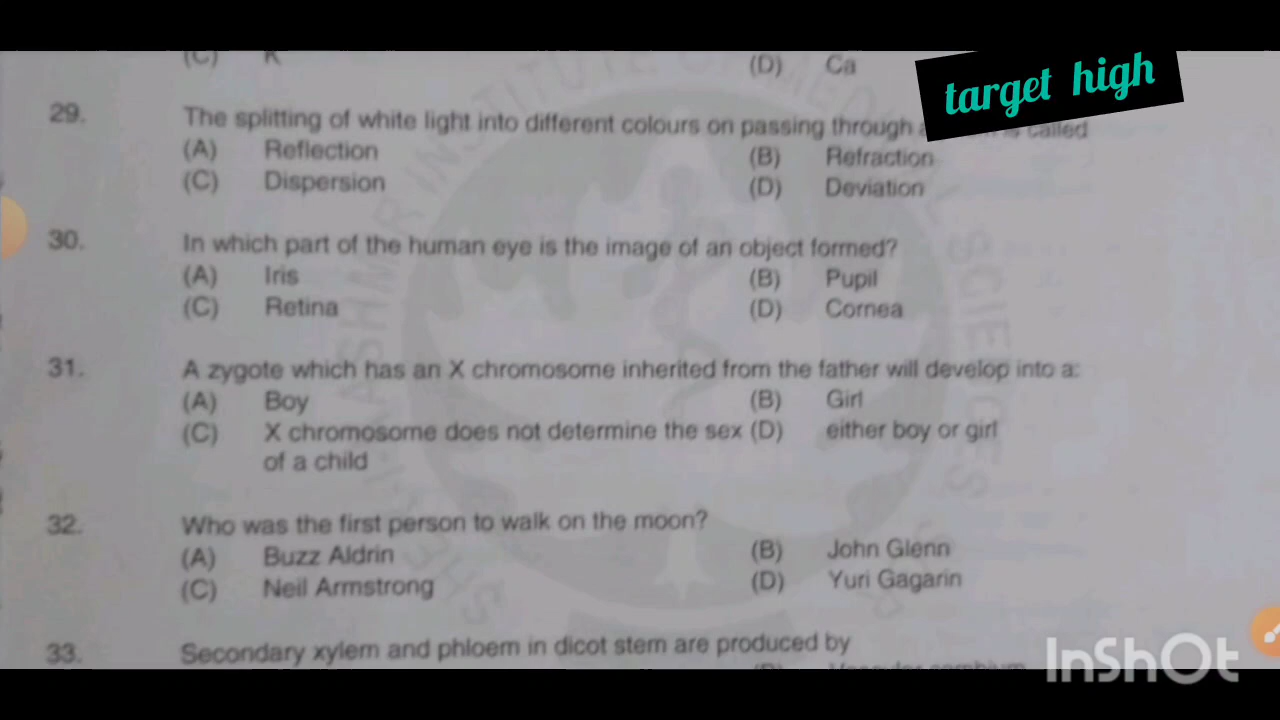 (C) K (D) Ca
target high
29. The splitting of white light into different colours on passing through is called
(A) Reflection (B) Refraction
(C) Dispersion (D) Deviation
30. In which part of the human eye is the image of an object formed?
(A) Iris (B) Pupil
(C) Retina (D) Cornea
31. A zygote which has an X chromosome inherited from the father will develop into a:
(A) Boy (B) Girl
(C) X chromosome does not determine the sex (D) either boy or girl
of a child
32. Who was the first person to walk on the moon?
(A) Buzz Aldrin (B) John Glenn
(C) Neil Armstrong (D) Yuri Gagarin
33. Secondary xylem and phloem in dicot stem are produced by
InShOt